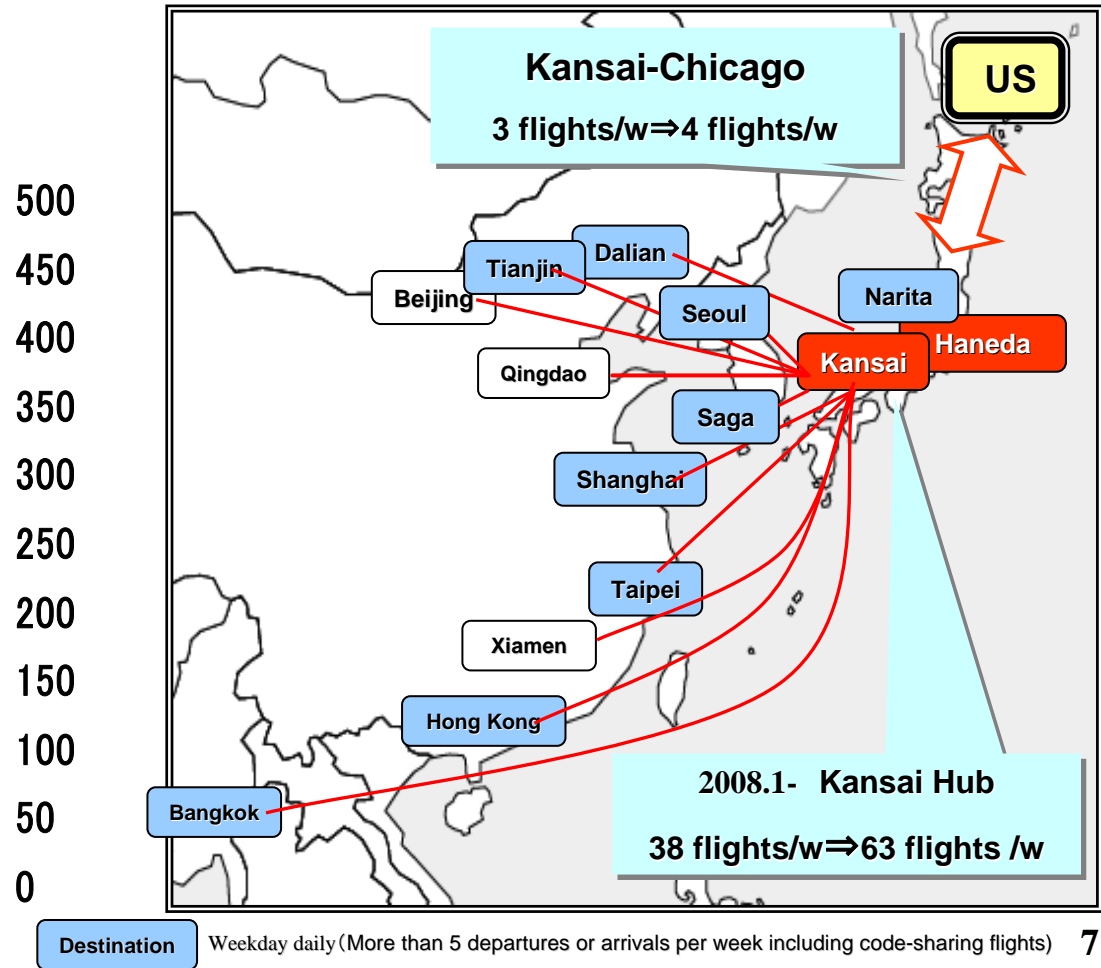 Kansai-Chicago
3 flights/w⇒4 flights/w
US
500
450
400
350
300
250
200
150
100
50
0
Dalian
Tianjin
Beijing
Seoul
Narita
Haneda
Kansai
Qingdao
Saga
Shanghai
Taipei
Xiamen
Hong Kong
Bangkok
2008.1- Kansai Hub
38 flights/w⇒63 flights /w
Destination
Weekday daily(More than 5 departures or arrivals per week including code-sharing flights)
7